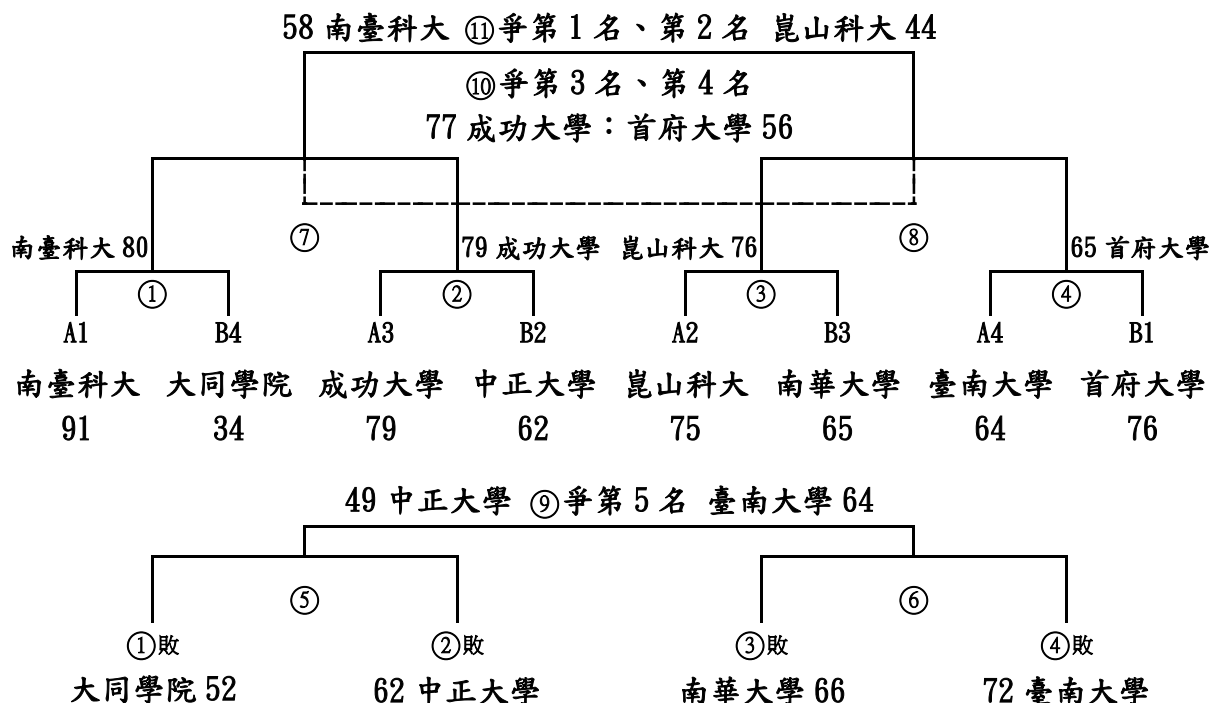 58 南臺科大 ⑪爭第 1 名、第 2 名 崑山科大 44
⑩爭第 3 名、第 4 名
77 成功大學：首府大學 56
⑦ ⑧
南臺科大 80 79 成功大學 崑山科大 76 65 首府大學
① ② ③ ④
A1 B4 A3 B2 A2 B3 A4 B1
南臺科大 大同學院 成功大學 中正大學 崑山科大 南華大學 臺南大學 首府大學
91 34 79 62 75 65 64 76
49 中正大學 ⑨爭第 5 名 臺南大學 64
⑤ ⑥
①敗 ②敗 ③敗 ④敗
大同學院 52 62 中正大學 南華大學 66 72 臺南大學